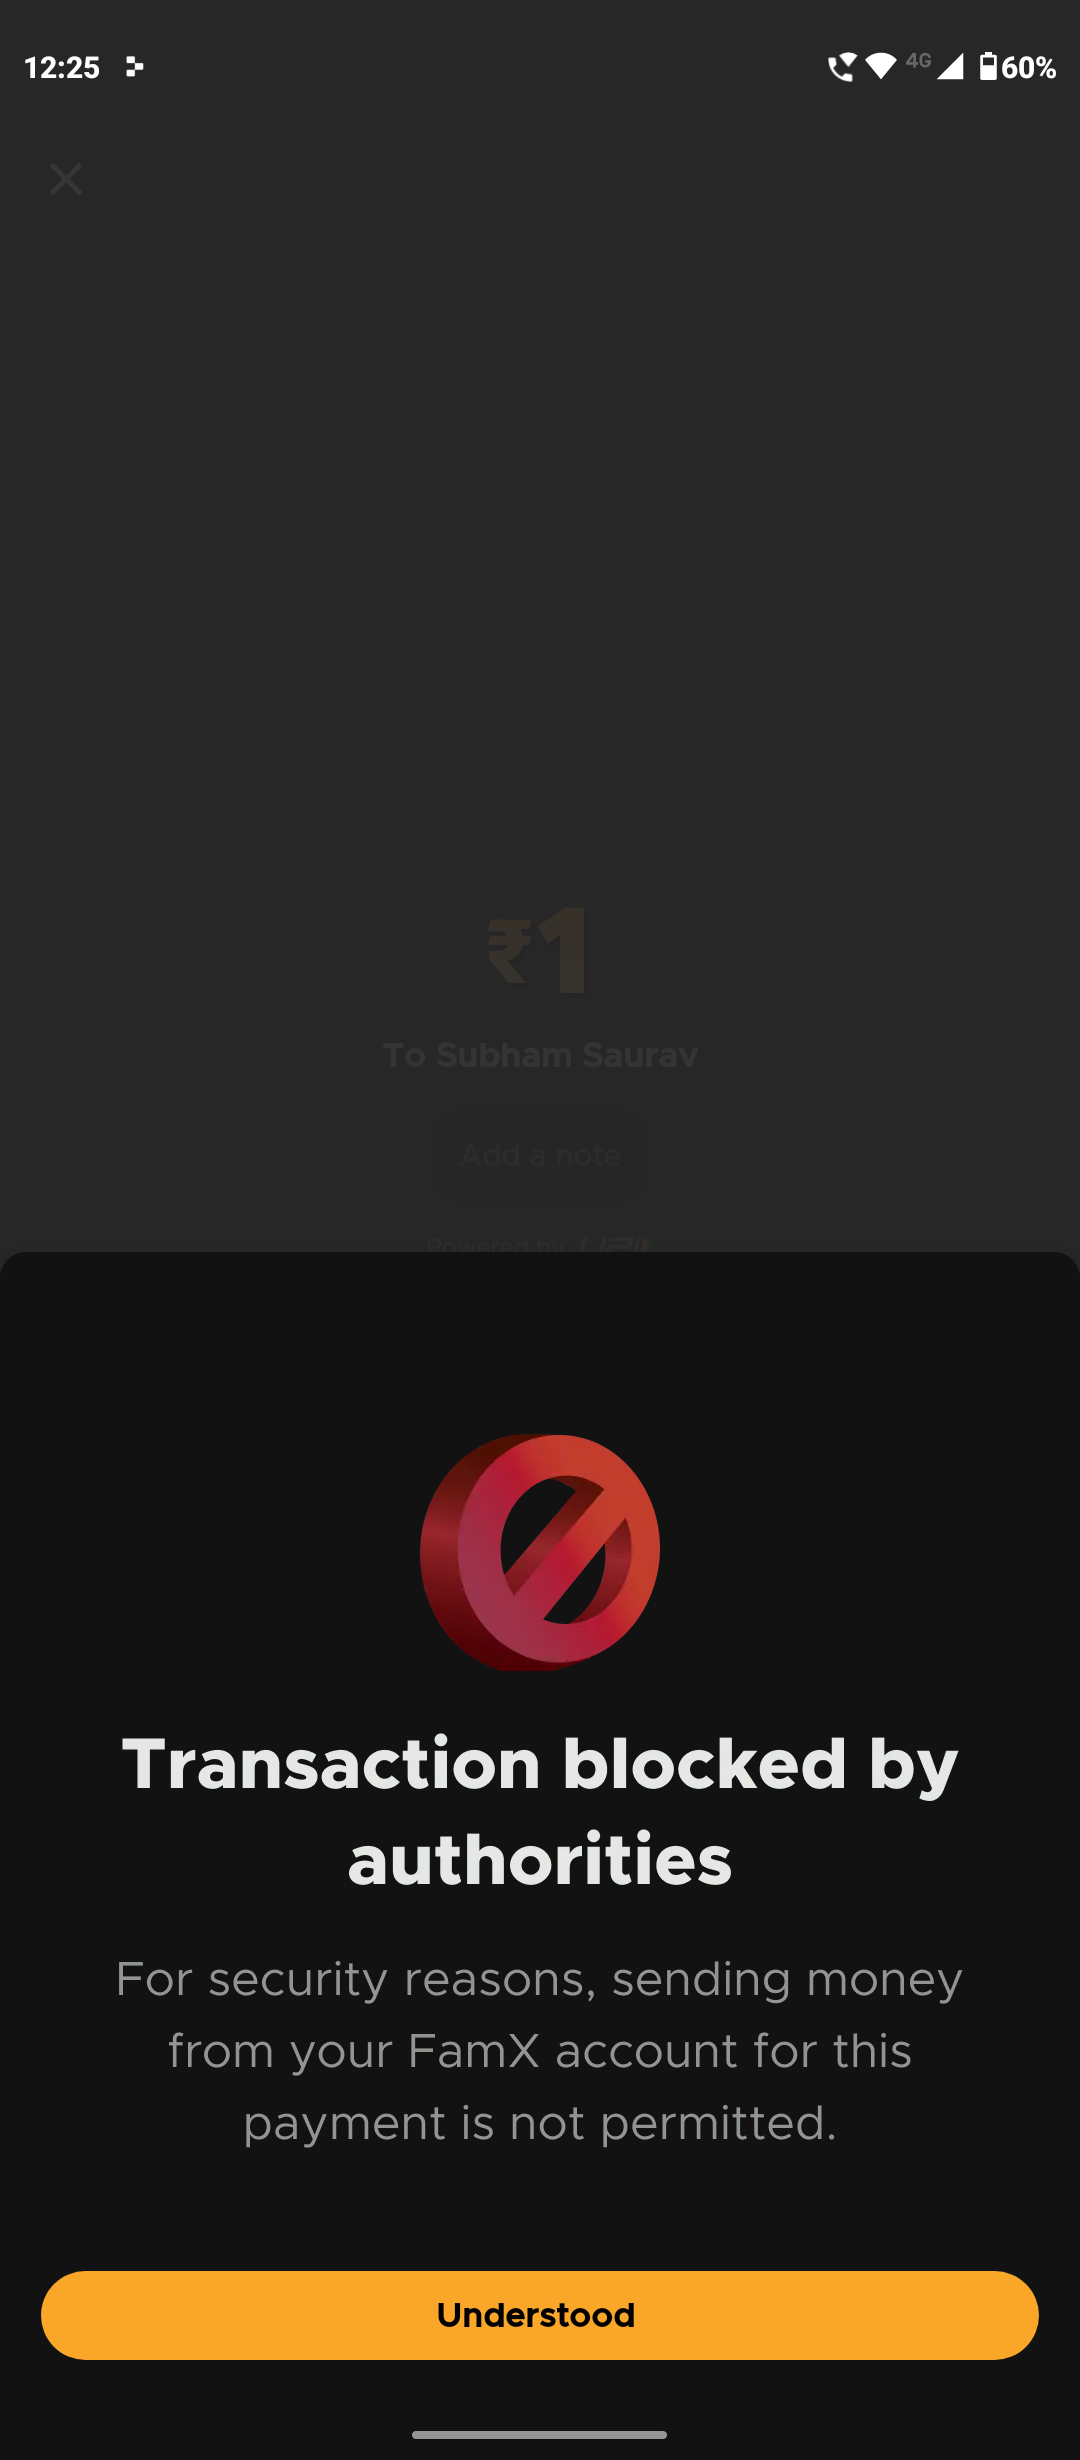 12:25
4G
60%
₹1
To Subham Saurav
Add a note
Powered by UPI
Transaction blocked by
authorities
For security reasons, sending money
from your FamX account for this
payment is not permitted.
Understood